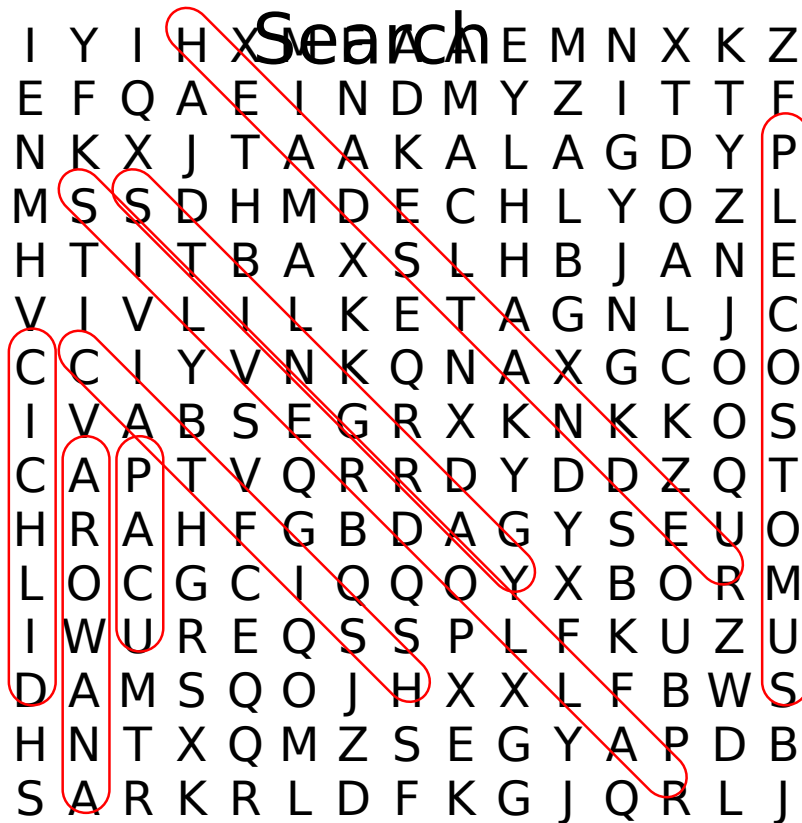 Search
I Y I H X M A A E M N X K Z
E F Q A E I N D M Y Z I T T F
N K X J T A A K A L A G D Y P
M S S D H M D E C H L Y O Z L
H T I T B A X S L H B J A N E
V I V L I L K E T A G N L J C
C C I Y V N K Q N A X G C O O
I V A B S E G R X K N K K O S
C A P T V Q R R D Y D D Z Q T
H R A H F G B D A G Y S E U O
L O C G C I Q Q O Y X B O R M
I W U R E Q S S P L F K U Z U
D A M S Q O J H X X L F B W S
H N T X Q M Z S E G Y A P D B
S A R K R L D F K G J Q R L J